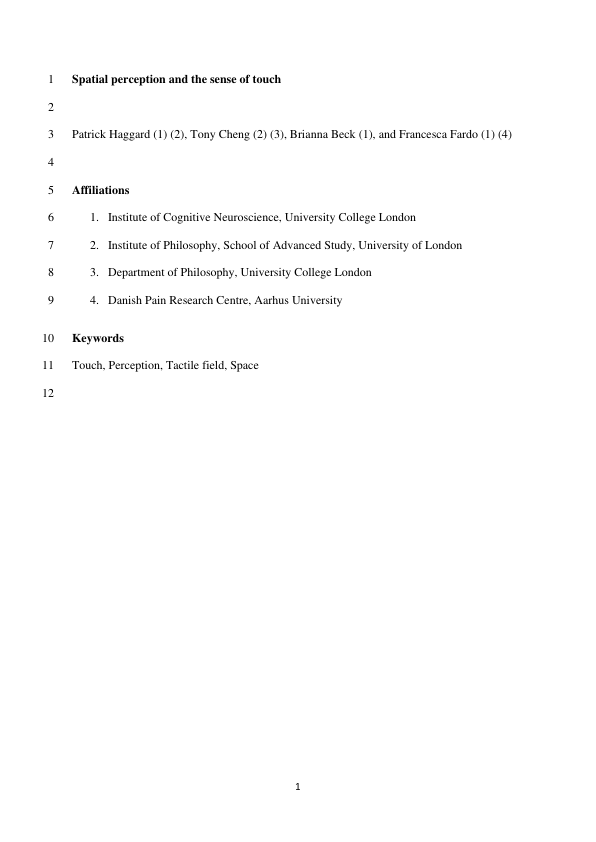 1 Spatial perception and the sense of touch
2
3 Patrick Haggard (1) (2), Tony Cheng (2) (3), Brianna Beck (1), and Francesca Fardo (1) (4)
4
5 Affiliations
6 1. Institute of Cognitive Neuroscience, University College London
7 2. Institute of Philosophy, School of Advanced Study, University of London
8 3. Department of Philosophy, University College London
9 4. Danish Pain Research Centre, Aarhus University
10 Keywords
11 Touch, Perception, Tactile field, Space
12
1